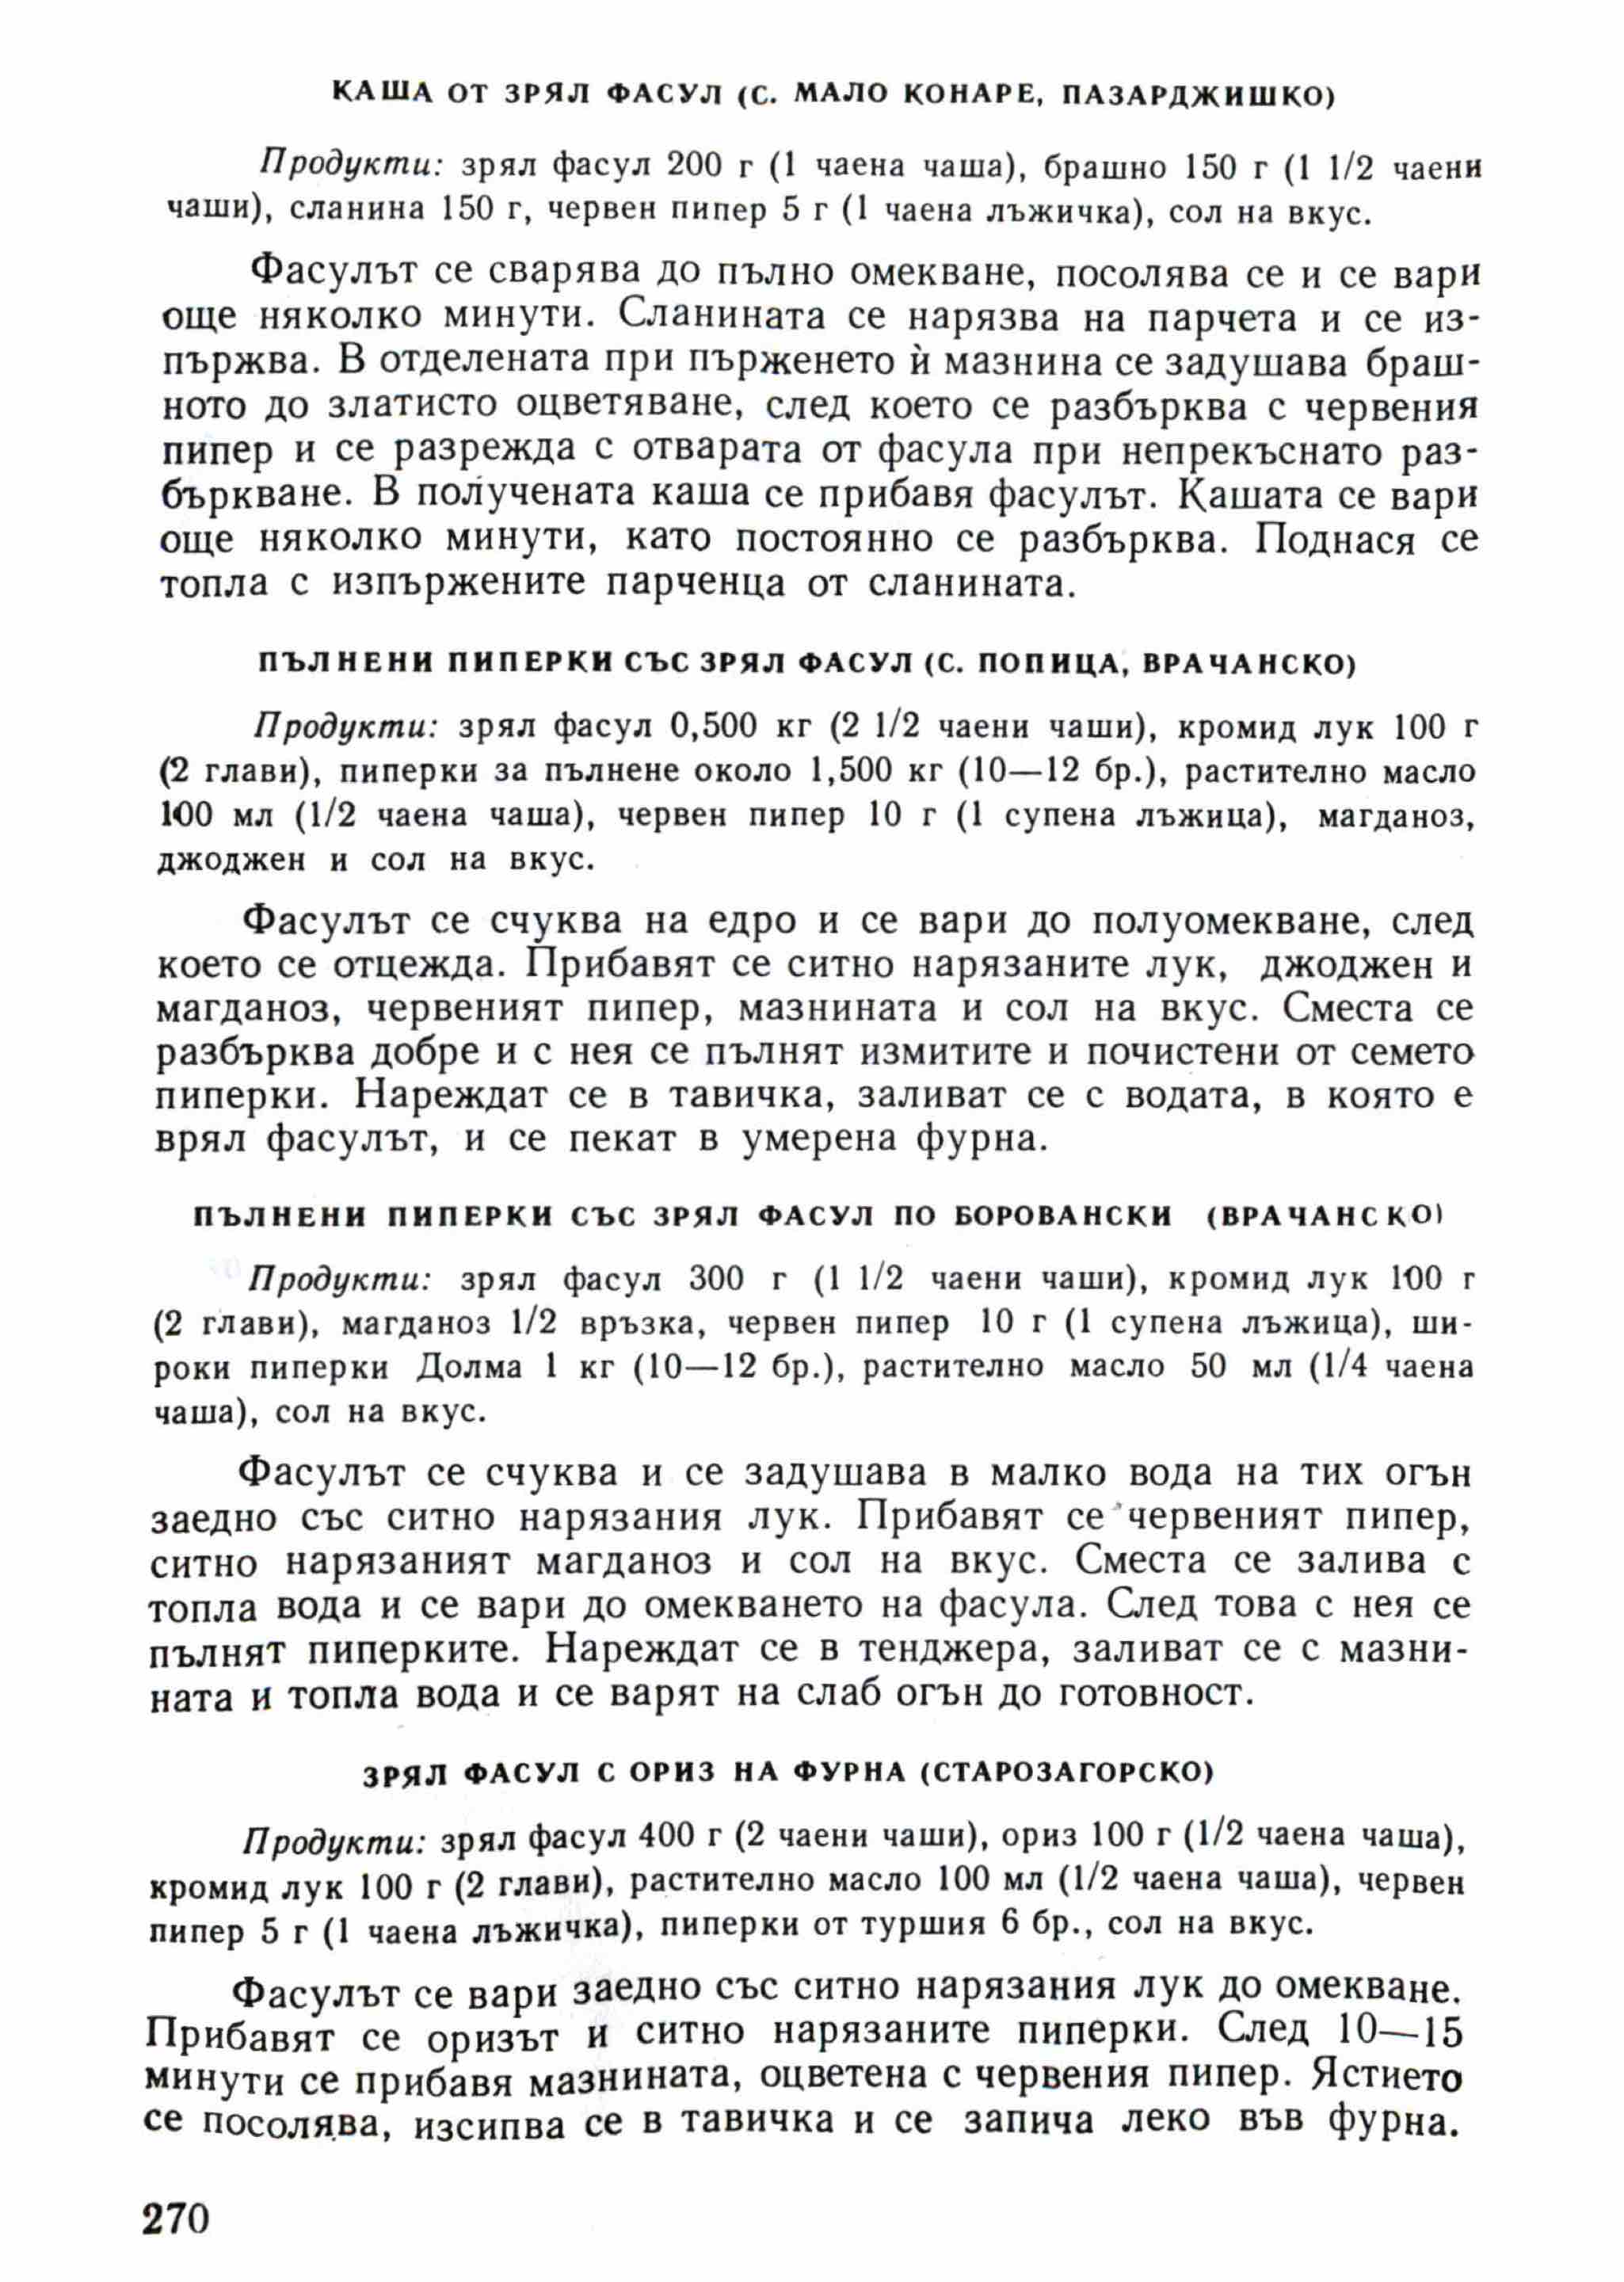 КАША ОТ ЗРЯЛ ФАСУЛ (С. МАЛО КОНАРЕ, ПАЗАРДЖИШКО)
Продукти: зрял фасул 200 г (1 чаена чаша), брашно 150 г (1 1/2 чаени
чаши), сланина 150 г, червен пипер 5 г (1 чаена лъжичка), сол на вкус.
Фасулът се сварява до пълно омекване, посолява се и се вари
още няколко минути. Сланината се нарязва на парчета и се из-
пържва. В отделената при пърженето ѝ мазнина се задушава браш-
ното до златисто оцветяване, след което се разбърква с червения
пипер и се разрежда с отварата от фасула при непрекъснато раз-
бъркване. В получената каша се прибавя фасулът. Кашата се вари
още няколко минути, като постоянно се разбърква. Поднася се
топла с изпържените парченца от сланината.
ПЪЛНЕНИ ПИПЕРКИ СЪС ЗРЯЛ ФАСУЛ (С. ПОПИЦА, ВРАЧАНСКО)
Продукти: зрял фасул 0,500 кг (2 1/2 чаени чаши), кромид лук 100 г
(2 глави), пиперки за пълнене около 1,500 кг (10—12 бр.), растително масло
100 мл (1/2 чаена чаша), червен пипер 10 г (1 супена лъжица), магданоз,
джоджен и сол на вкус.
Фасулът се счуква на едро и се вари до полуомекване, след
което се отцежда. Прибавят се ситно нарязаните лук, джоджен и
магданоз, червеният пипер, мазнината и сол на вкус. Сместа се
разбърква добре и с нея се пълнят измитите и почистени от семето
пиперки. Нареждат се в тавичка, заливат се с водата, в която е
врял фасулът, и се пекат в умерена фурна.
ПЪЛНЕНИ ПИПЕРКИ СЪС ЗРЯЛ ФАСУЛ ПО БОРОВАНСКИ (ВРАЧАНСКО)
Продукти: зрял фасул 300 г (1 1/2 чаени чаши), кромид лук 100 г
(2 глави), магданоз 1/2 връзка, червен пипер 10 г (1 супена лъжица), ши-
роки пиперки Долма 1 кг (10—12 бр.), растително масло 50 мл (1/4 чаена
чаша), сол на вкус.
Фасулът се счуква и се задушава в малко вода на тих огън
заедно със ситно нарязания лук. Прибавят се червеният пипер,
ситно нарязаният магданоз и сол на вкус. Сместа се залива с
топла вода и се вари до омекването на фасула. След това с нея се
пълнят пиперките. Нареждат се в тенджера, заливат се с мазни-
ната и топла вода и се варят на слаб огън до готовност.
ЗРЯЛ ФАСУЛ С ОРИЗ НА ФУРНА (СТАРОЗАГОРСКО)
Продукти: зрял фасул 400 г (2 чаени чаши), ориз 100 г (1/2 чаена чаша),
кромид лук 100 г (2 глави), растително масло 100 мл (1/2 чаена чаша), червен
пипер 5 г (1 чаена лъжичка), пиперки от туршия 6 бр., сол на вкус.
Фасулът се вари заедно със ситно нарязания лук до омекване.
Прибавят се оризът и ситно нарязаните пиперки. След 10—15
минути се прибавя мазнината, оцветена с червения пипер. Ястието
се посолява, изсипва се в тавичка и се запича леко във фурна.
270